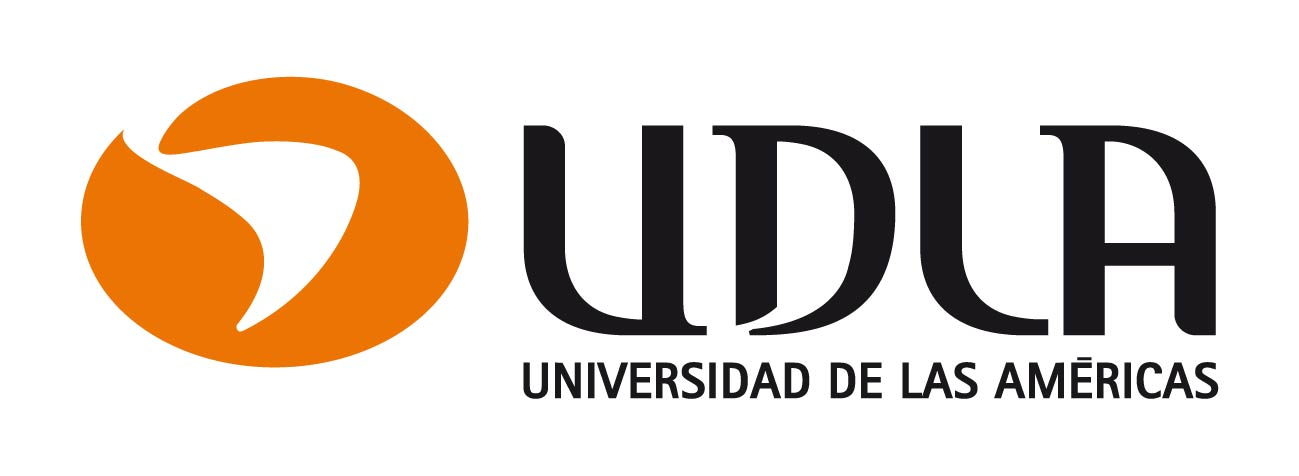 UDLA
UNIVERSIDAD DE LAS AMÉRICAS